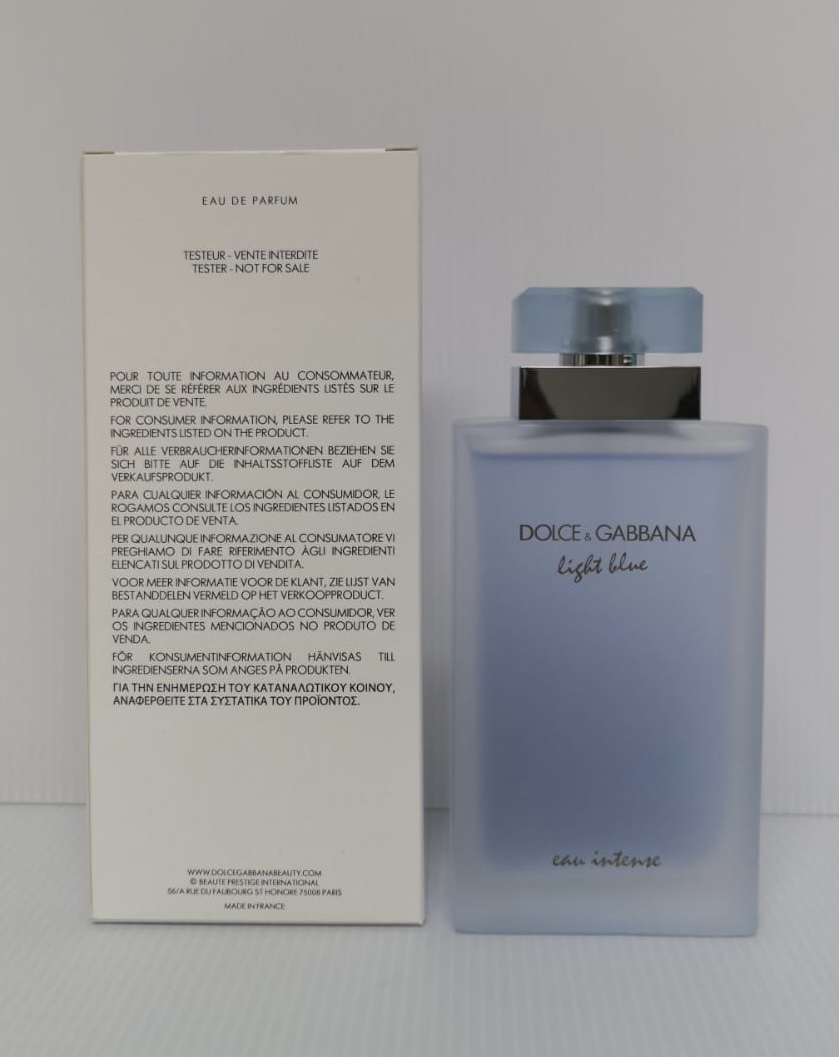 EAU DE PARFUM
TESTEUR - VENTE INTERDITE
TESTER - NOT FOR SALE
POUR TOUTE INFORMATION AU CONSOMMATEUR,
MERCI DE SE RÉFÉRER AUX INGRÉDIENTS LISTÉS SUR LE
PRODUIT DE VENTE.
FOR CONSUMER INFORMATION, PLEASE REFER TO THE
INGREDIENTS LISTED ON THE PRODUCT.
FÜR ALLE VERBRAUCHERINFORMATIONEN BEZIEHEN SIE
SICH BITTE AUF DIE INHALTSSTOFFLISTE AUF DEM
VERKAUFSPRODUKT.
PARA CUALQUIER INFORMACIÓN AL CONSUMIDOR, LE
ROGAMOS CONSULTE LOS INGREDIENTES LISTADOS EN
EL PRODUCTO DE VENTA.
PER QUALUNQUE INFORMAZIONE AL CONSUMATORE VI
PREGHIAMO DI FARE RIFERIMENTO ÀGLI INGREDIENTI
ELENCATI SUL PRODOTTO DI VENDITA.
VOOR MEER INFORMATIE VOOR DE KLANT, ZIE LIJST VAN
BESTANDDELEN VERMELD OP HET VERKOOPPRODUCT.
PARA QUALQUER INFORMAÇÃO AO CONSUMIDOR, VER
OS INGREDIENTES MENCIONADOS NO PRODUTO DE
VENDA.
FÖR KONSUMENTINFORMATION HÄNVISAS TILL
INGREDIENSERNA SOM ANGES PÅ PRODUKTEN.
ΓΙΑ ΤΗΝ ΕΝΗΜΕΡΩΣΗ ΤΟΥ ΚΑΤΑΝΑΛΩΤΙΚΟΥ ΚΟΙΝΟΥ,
ΑΝΑΦΕΡΘΕΙΤΕ ΣΤΑ ΣΥΣΤΑΤΙΚΑ ΤΟΥ ΠΡΟΪΟΝΤΟΣ.
WWW.DOLCEGABBANABEAUTY.COM
© BEAUTE PRESTIGE INTERNATIONAL
56/A RUE DU FAUBOURG ST HONORE 75008 PARIS
MADE IN FRANCE
DOLCE & GABBANA
light blue
eau intense